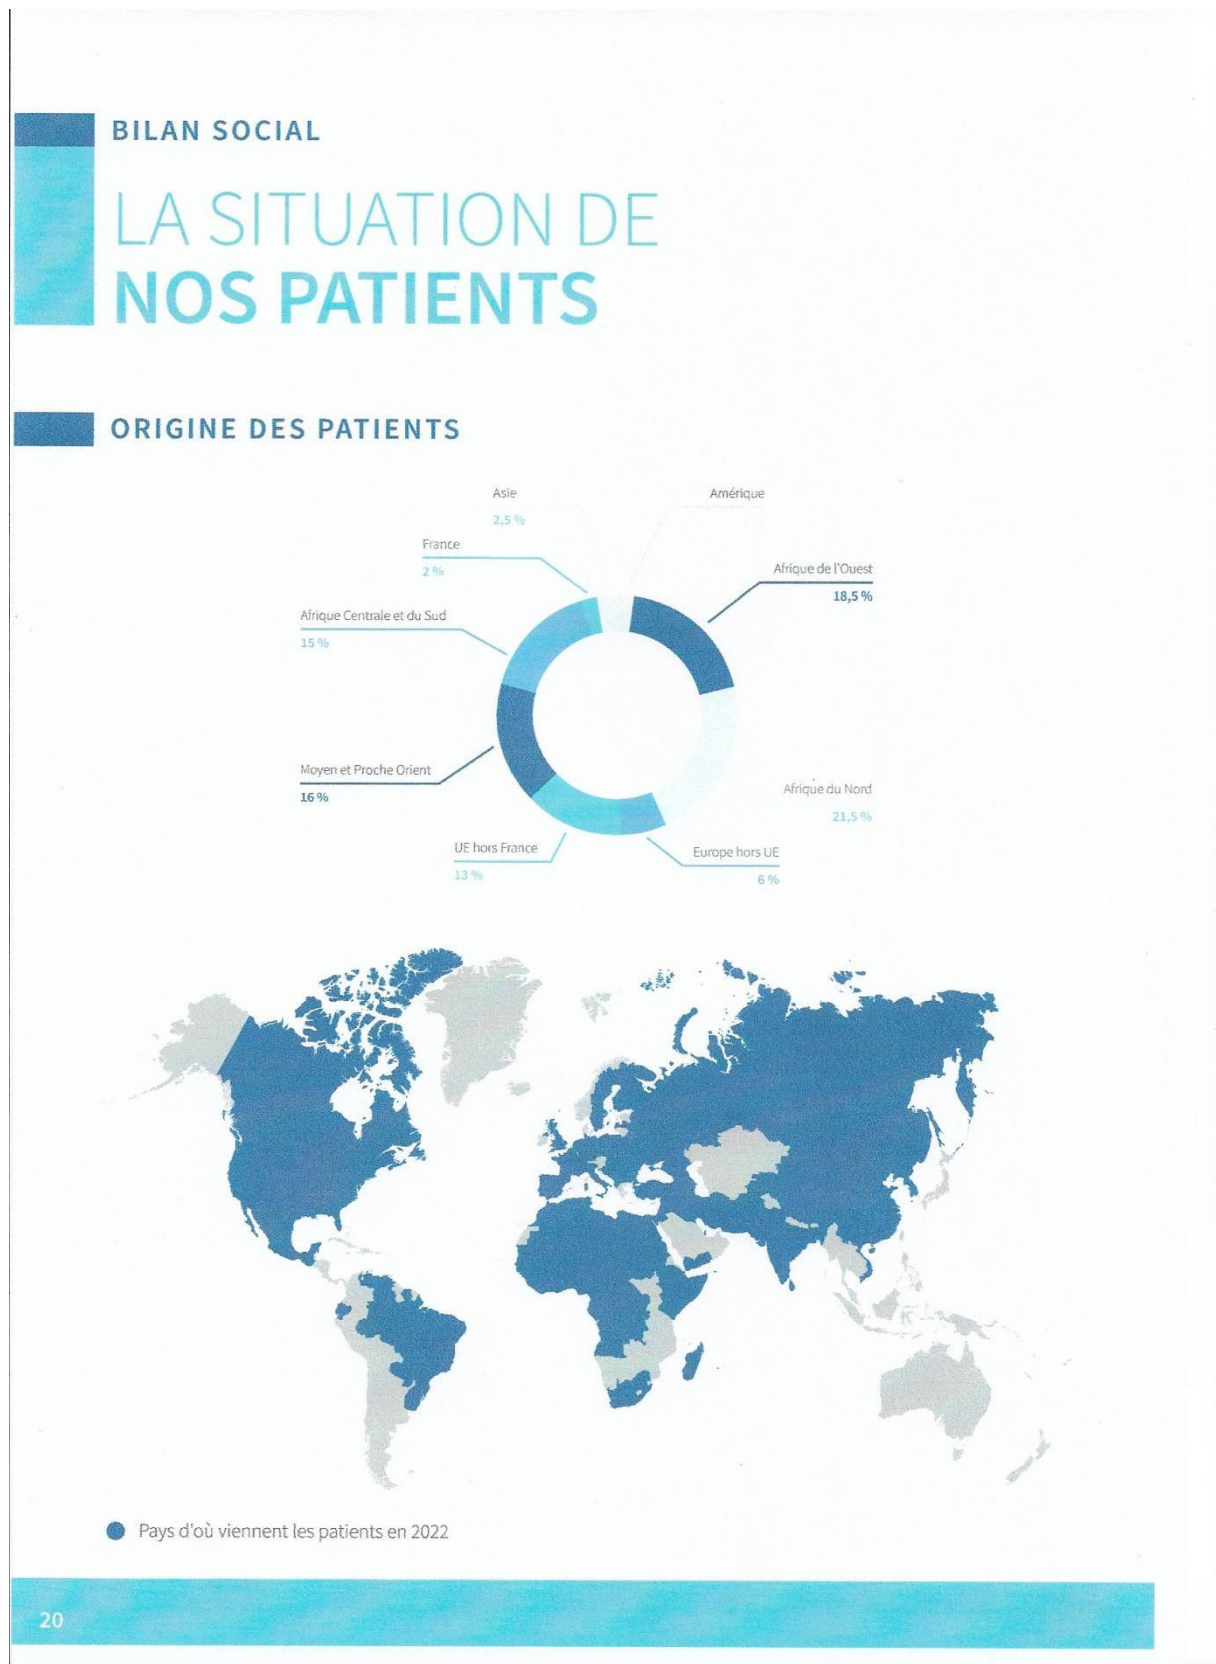 BILAN SOCIAL
LA SITUATION DE
NOS PATIENTS
ORIGINE DES PATIENTS
Asie
2,5 %
Amérique
France
2 %
Afrique de l'Ouest
18,5 %
Afrique Centrale et du Sud
15 %
Moyen et Proche Orient
16 %
Afrique du Nord
21,5 %
UE hors France
13 %
Europe hors UE
6 %
Pays d'où viennent les patients en 2022
20